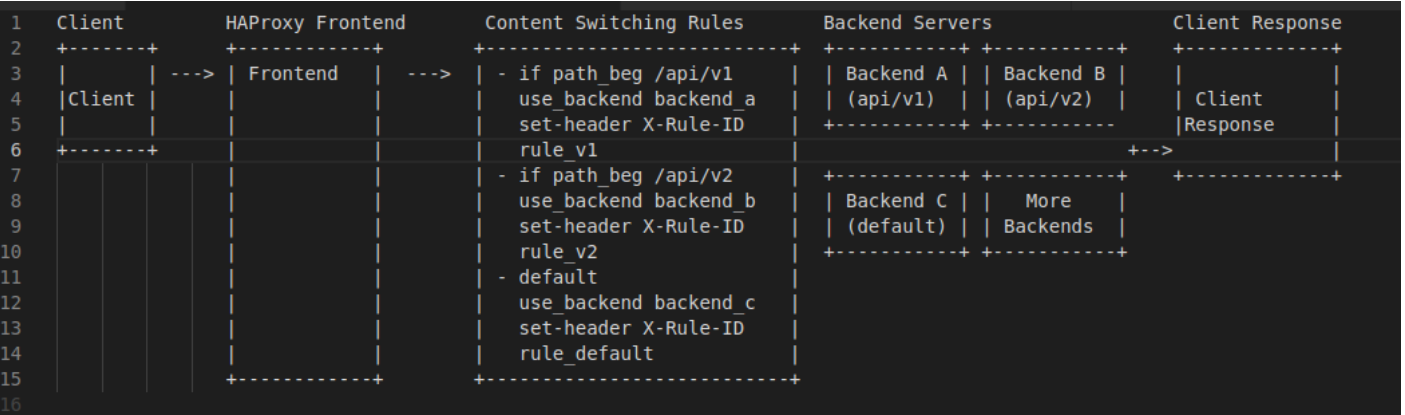 1   Client         HAProxy Frontend       Content Switching Rules       Backend Servers                Client Response
2   +-------+      +------------+        +---------------------------+  +-----------+ +-----------+    +-------------+
3   |       | ---> | Frontend   |  --->  | - if path_beg /api/v1     |  | Backend A | | Backend B |    |             |
4   |Client |      |            |        |   use_backend backend_a   |  | (api/v1)  | | (api/v2)  |    | Client      |
5   |       |      |            |        |   set-header X-Rule-ID    |  +-----------+ +-----------     |Response     |
6   +-------+      |            |        |   rule_v1                 |                             +-->              |
7                  |            |        | - if path_beg /api/v2     |  +-----------+ +-----------+    +-------------+
8                  |            |        |   use_backend backend_b   |  | Backend C | |   More    |
9                  |            |        |   set-header X-Rule-ID    |  | (default) | | Backends  |
10                 |            |        |   rule_v2                 |  +-----------+ +-----------+
11                 |            |        | - default                 |
12                 |            |        |   use_backend backend_c   |
13                 |            |        |   set-header X-Rule-ID    |
14                 |            |        |   rule_default            |
15                 +------------+        +---------------------------+
16